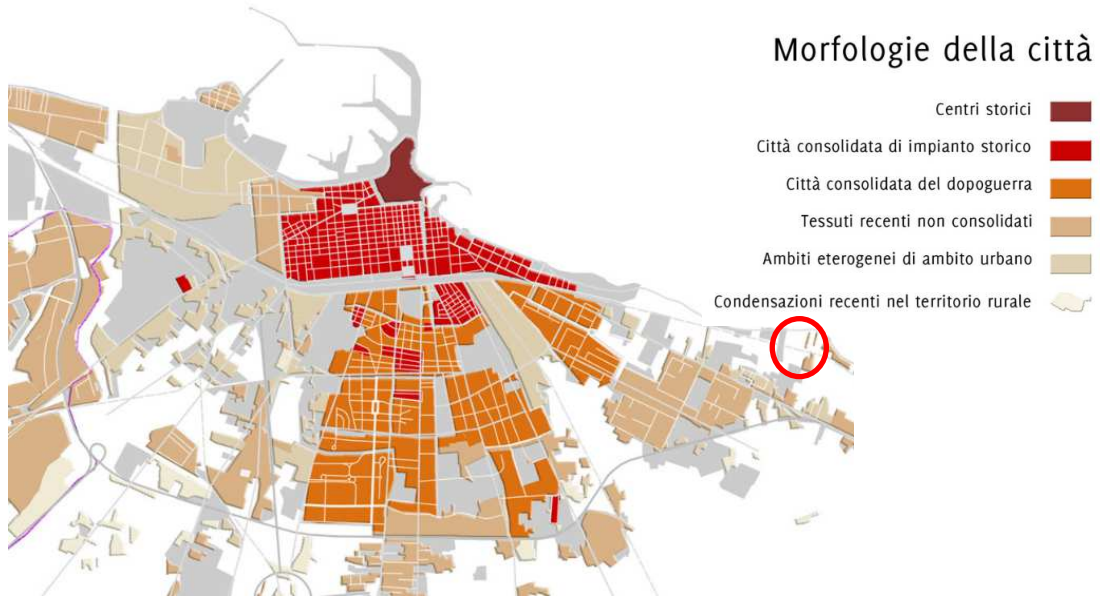 Morfologie della città
Centri storici
Città consolidata di impianto storico
Città consolidata del dopoguerra
Tessuti recenti non consolidati
Ambiti eterogenei di ambito urbano
Condensazioni recenti nel territorio rurale